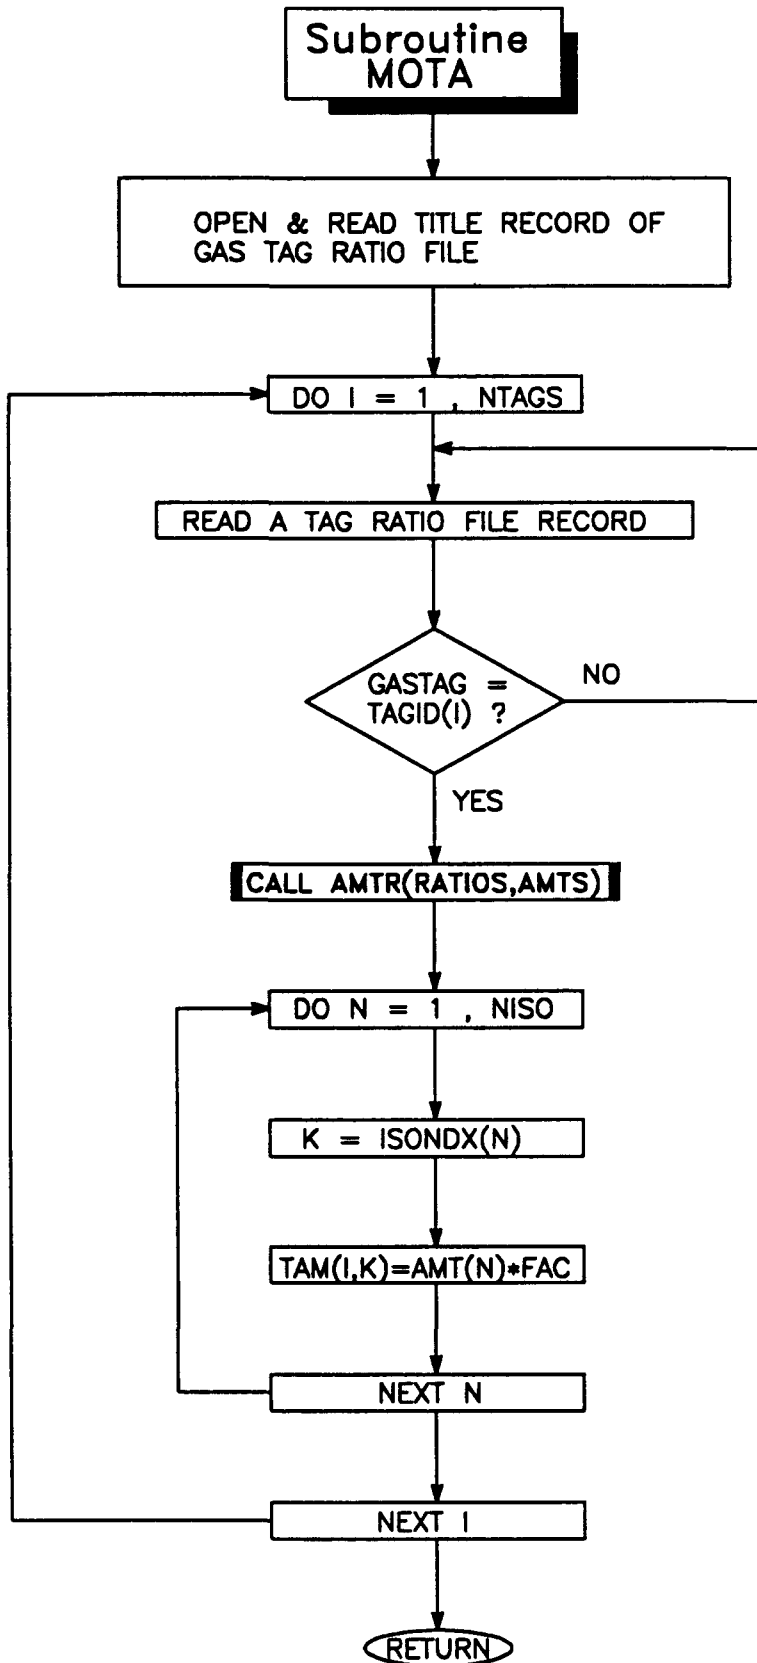 Subroutine
MOTA
OPEN & READ TITLE RECORD OF
GAS TAG RATIO FILE
DO I = 1 , NTAGS
READ A TAG RATIO FILE RECORD
GASTAG =
TAGID(I) ?
NO
YES
CALL AMTR(RATIOS,AMTS)
DO N = 1 , NISO
K = ISONDX(N)
TAM(I,K)=AMT(N)*FAC
NEXT N
NEXT I
RETURN